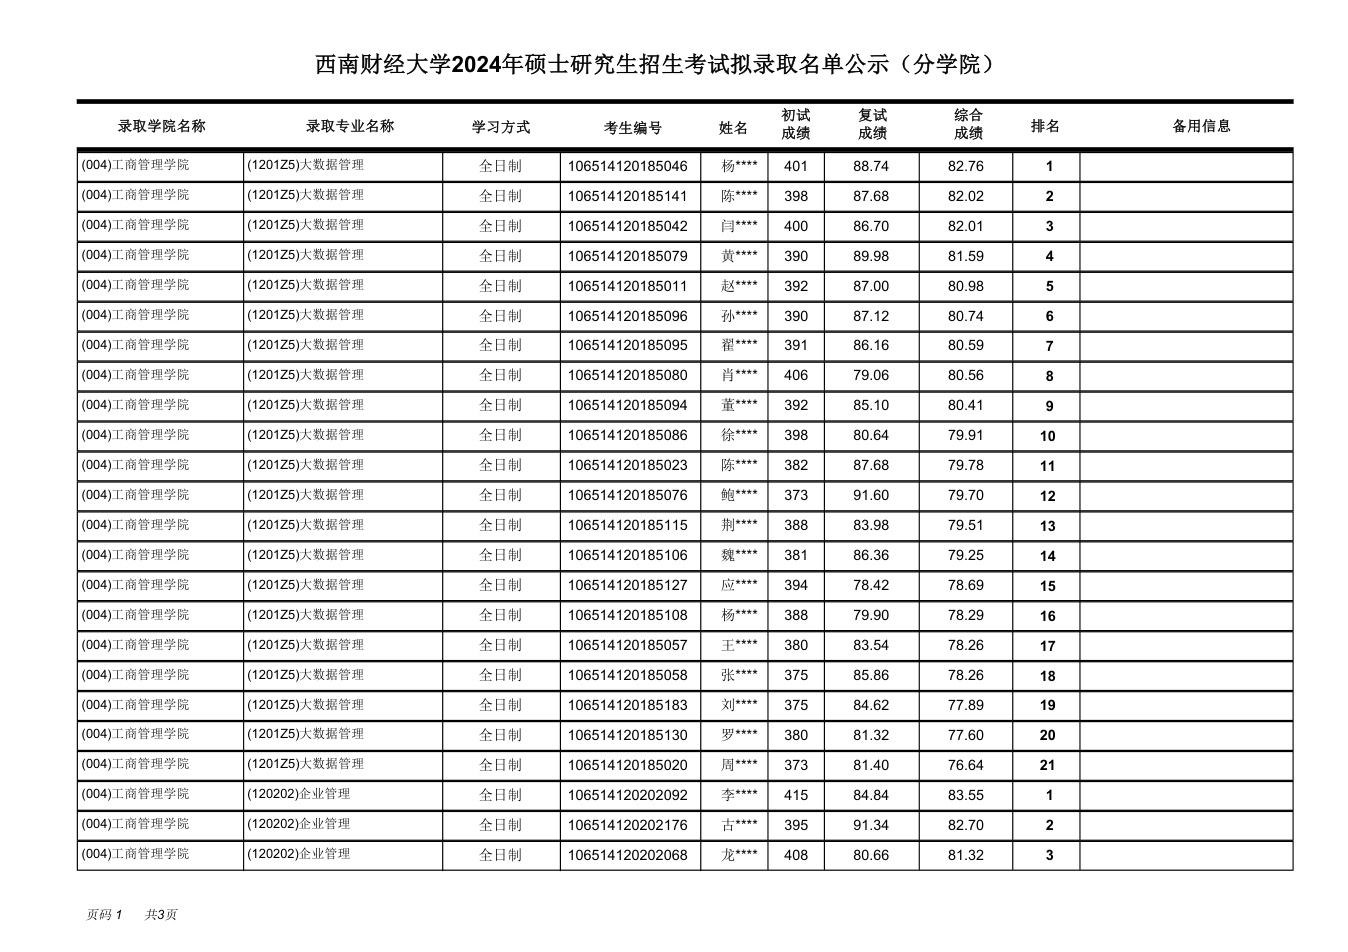 西南财经大学2024年硕士研究生招生考试拟录取名单公示（分学院）
录取学院名称 录取专业名称 学习方式 考生编号 姓名 初试成绩 复试成绩 综合成绩 排名 备用信息
(004)工商管理学院 (1201Z5)大数据管理 全日制 106514120185046 杨**** 401 88.74 82.76 1
(004)工商管理学院 (1201Z5)大数据管理 全日制 106514120185141 陈**** 398 87.68 82.02 2
(004)工商管理学院 (1201Z5)大数据管理 全日制 106514120185042 闫**** 400 86.70 82.01 3
(004)工商管理学院 (1201Z5)大数据管理 全日制 106514120185079 黄**** 390 89.98 81.59 4
(004)工商管理学院 (1201Z5)大数据管理 全日制 106514120185011 赵**** 392 87.00 80.98 5
(004)工商管理学院 (1201Z5)大数据管理 全日制 106514120185096 孙**** 390 87.12 80.74 6
(004)工商管理学院 (1201Z5)大数据管理 全日制 106514120185095 翟**** 391 86.16 80.59 7
(004)工商管理学院 (1201Z5)大数据管理 全日制 106514120185080 肖**** 406 79.06 80.56 8
(004)工商管理学院 (1201Z5)大数据管理 全日制 106514120185094 董**** 392 85.10 80.41 9
(004)工商管理学院 (1201Z5)大数据管理 全日制 106514120185086 徐**** 398 80.64 79.91 10
(004)工商管理学院 (1201Z5)大数据管理 全日制 106514120185023 陈**** 382 87.68 79.78 11
(004)工商管理学院 (1201Z5)大数据管理 全日制 106514120185076 鲍**** 373 91.60 79.70 12
(004)工商管理学院 (1201Z5)大数据管理 全日制 106514120185115 荆**** 388 83.98 79.51 13
(004)工商管理学院 (1201Z5)大数据管理 全日制 106514120185106 魏**** 381 86.36 79.25 14
(004)工商管理学院 (1201Z5)大数据管理 全日制 106514120185127 应**** 394 78.42 78.69 15
(004)工商管理学院 (1201Z5)大数据管理 全日制 106514120185108 杨**** 388 79.90 78.29 16
(004)工商管理学院 (1201Z5)大数据管理 全日制 106514120185057 王**** 380 83.54 78.26 17
(004)工商管理学院 (1201Z5)大数据管理 全日制 106514120185058 张**** 375 85.86 78.26 18
(004)工商管理学院 (1201Z5)大数据管理 全日制 106514120185183 刘**** 375 84.62 77.89 19
(004)工商管理学院 (1201Z5)大数据管理 全日制 106514120185130 罗**** 380 81.32 77.60 20
(004)工商管理学院 (1201Z5)大数据管理 全日制 106514120185020 周**** 373 81.40 76.64 21
(004)工商管理学院 (120202)企业管理 全日制 106514120202092 李**** 415 84.84 83.55 1
(004)工商管理学院 (120202)企业管理 全日制 106514120202176 古**** 395 91.34 82.70 2
(004)工商管理学院 (120202)企业管理 全日制 106514120202068 龙**** 408 80.66 81.32 3
页码 1 共3页